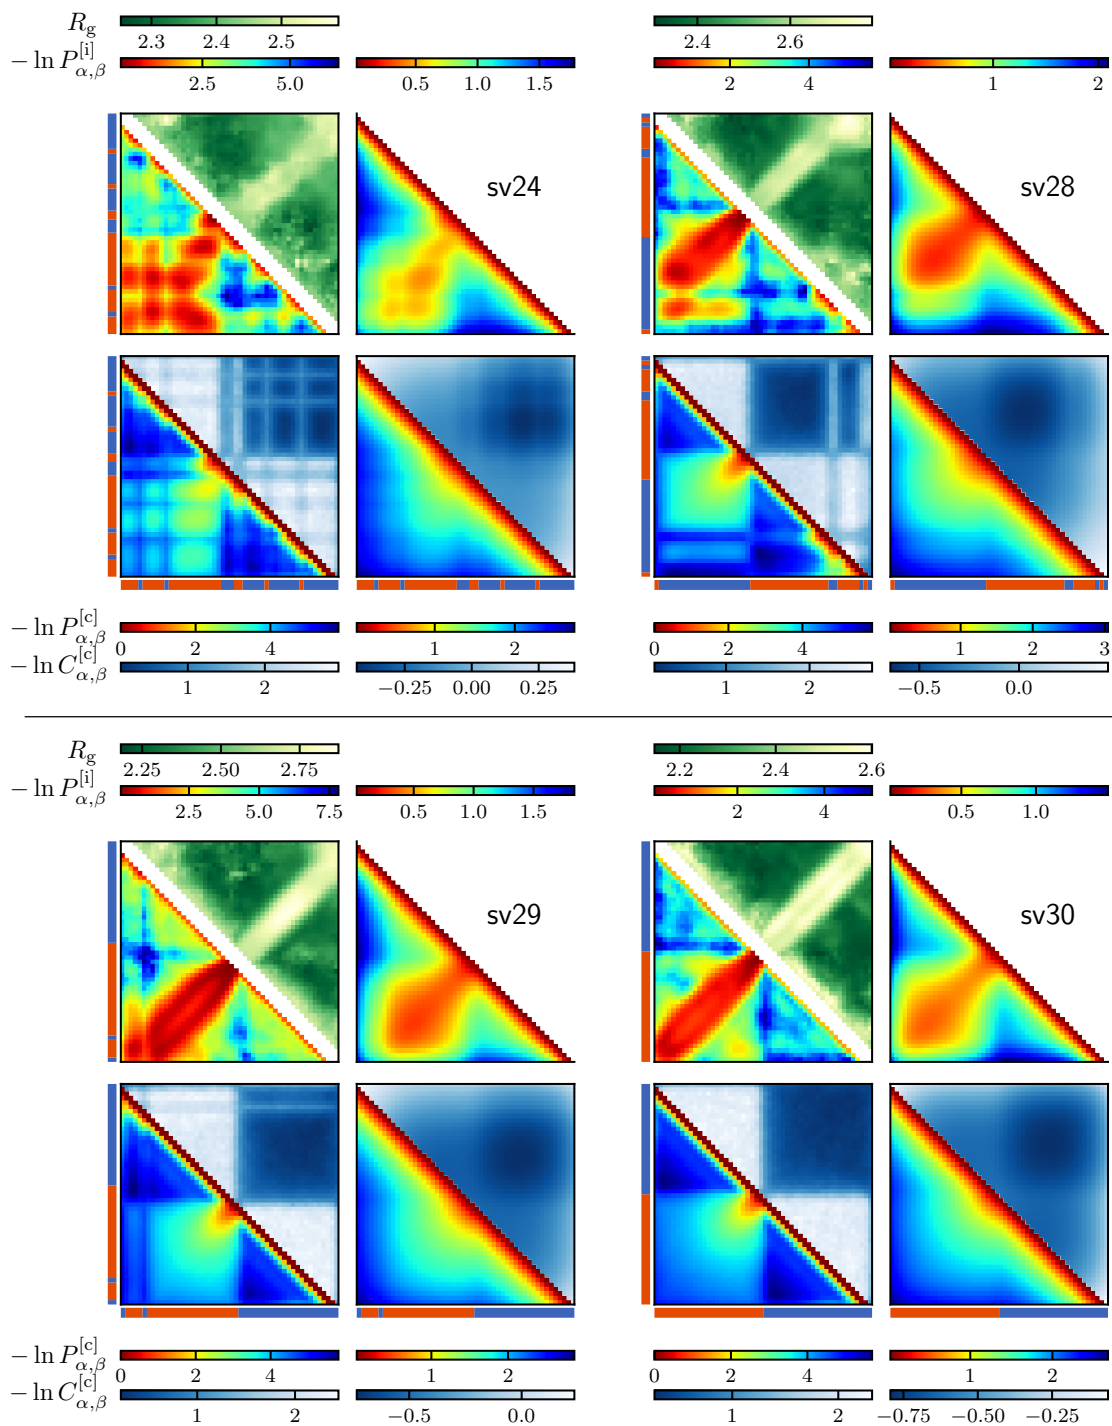 R_g
2.3 2.4 2.5 2.4 2.6
− ln P^{[i]}_{α,β}
2.5 5.0 0.5 1.0 1.5 2 4 1 2
sv24 sv28
− ln P^{[c]}_{α,β}
0 2 4 1 2 0 2 4 1 2 3
− ln C^{[c]}_{α,β}
1 2 −0.25 0.00 0.25 1 2 −0.5 0.0
R_g
2.25 2.50 2.75 2.2 2.4 2.6
− ln P^{[i]}_{α,β}
2.5 5.0 7.5 0.5 1.0 1.5 2 4 0.5 1.0
sv29 sv30
− ln P^{[c]}_{α,β}
0 2 4 1 2 0 2 4 1 2
− ln C^{[c]}_{α,β}
1 2 −0.5 0.0 1 2 −0.75 −0.50 −0.25